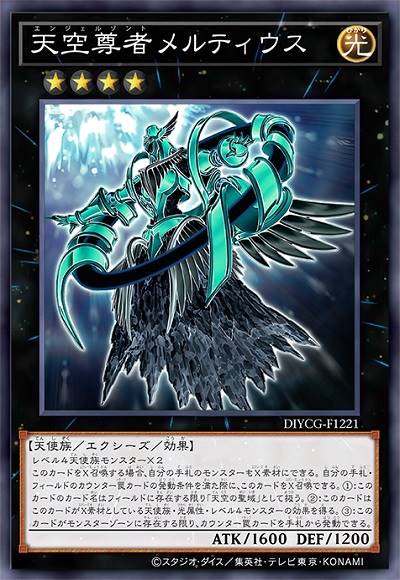 エンジェルゾント
天空尊者メルティウス
ひかり
光
DIYCG-F1221
【天使族／エクシーズ／効果】
レベル4天使族モンスター×2
このカードをX召喚する場合、自分の手札のモンスターもX素材にできる。自分の手札・
フィールドのカウンター罠カードの発動条件を満た際に、このカードをX召喚できる。①：こ
のカードのカード名はフィールドに存在する限り「天空の聖域」として扱う。②：このカードは
このカードがX素材としている天使族・光属性・レベル4モンスターの効果を得る。③：この
カードがモンスターゾーンに存在する限り、カウンター罠カードを手札から発動できる。
ATK/1600 DEF/1200
©スタジオ・ダイス／集英社・テレビ東京・KONAMI